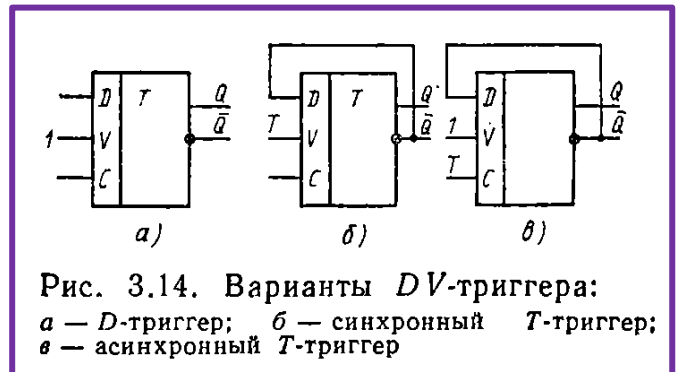 D T Q
1 V Q̄
C
а)
D T Q
T V Q̄
C
б)
D Q
1 V Q̄
T C
в)
Рис. 3.14. Варианты DV-триггера:
а — D-триггер; б — синхронный T-триггер;
в — асинхронный T-триггер